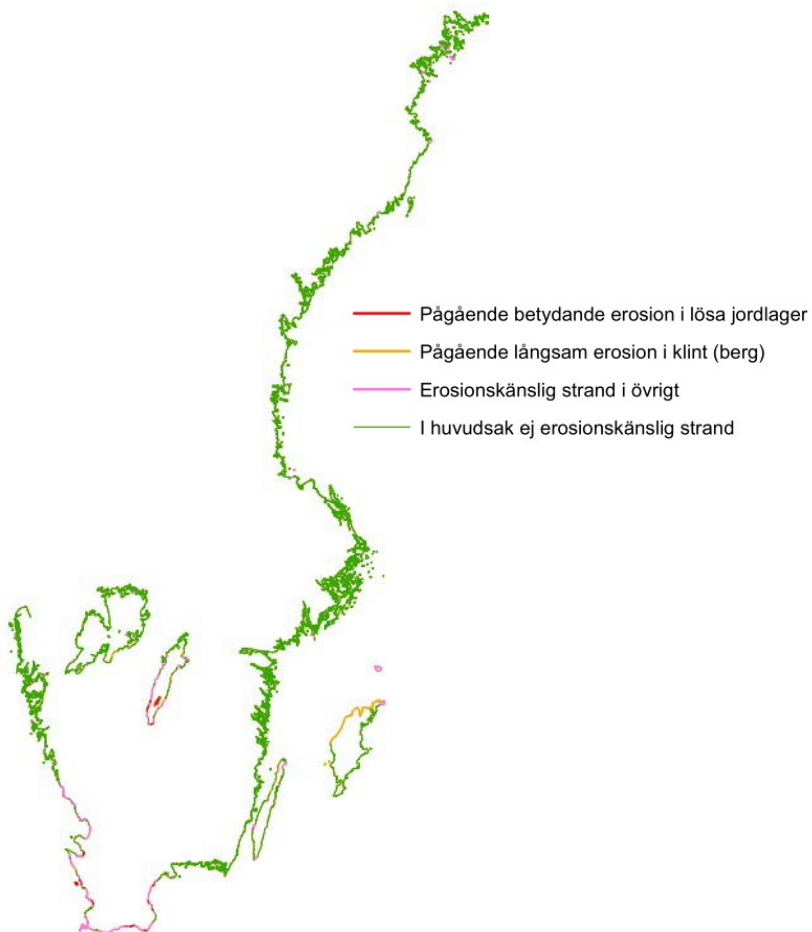 Pågående betydande erosion i lösa jordlager
Pågående långsam erosion i klint (berg)
Erosionskänslig strand i övrigt
I huvudsak ej erosionskänslig strand